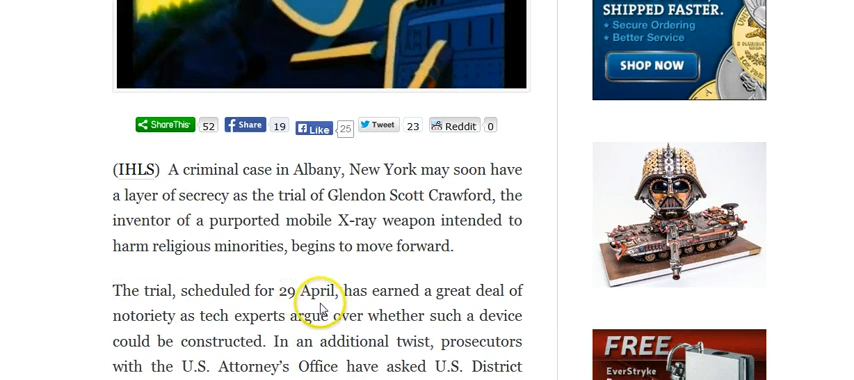 SHIPPED FASTER.
Secure Ordering
Better Service
SHOP NOW
ShareThis
52
Share
19
Like
25
Tweet
23
Reddit
0
(IHLS) A criminal case in Albany, New York may soon have
a layer of secrecy as the trial of Glendon Scott Crawford, the
inventor of a purported mobile X-ray weapon intended to
harm religious minorities, begins to move forward.
The trial, scheduled for 29 April, has earned a great deal of
notoriety as tech experts argue over whether such a device
could be constructed. In an additional twist, prosecutors
with the U.S. Attorney's Office have asked U.S. District
FREE
EverStryke